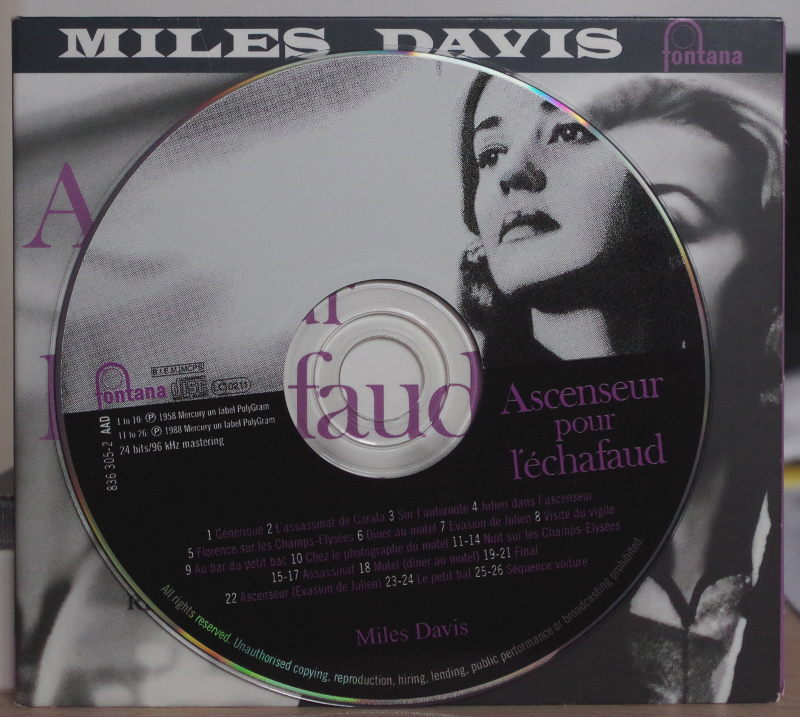 MILES DAVIS
fontana
A
ur
l
faud
fontana
BIEM/MCPS
LC 0211
836 305-2 AAD
1 to 10 Ⓟ 1958 Mercury un label PolyGram
11 to 26 Ⓟ 1988 Mercury un label PolyGram
24 bits/96 kHz mastering
Ascenseur
pour
l'échafaud
1 Générique 2 L'assassinat de Carala 3 Sur l'autoroute 4 Julien dans l'ascenseur
5 Florence sur les Champs-Elysées 6 Dîner au motel 7 Evasion de Julien 8 Visite du vigile
9 Au bar du petit bac 10 Chez le photographe du motel 11-14 Nuit sur les Champs-Elysées
15-17 Assassinat 18 Motel (dîner au motel) 19-21 Final
22 Ascenseur (Evasion de Julien) 23-24 Le petit bal 25-26 Séquence voiture
Miles Davis
All rights reserved. Unauthorised copying, reproduction, hiring, lending, public performance or broadcasting prohibited.